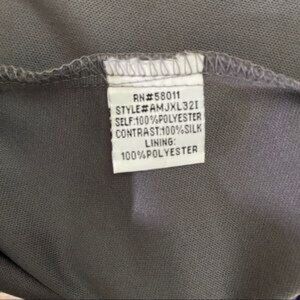 RN#58011
STYLE#AMJXL32I
SELF:100%POLYESTER
CONTRAST:100%SILK
LINING:
100%POLYESTER